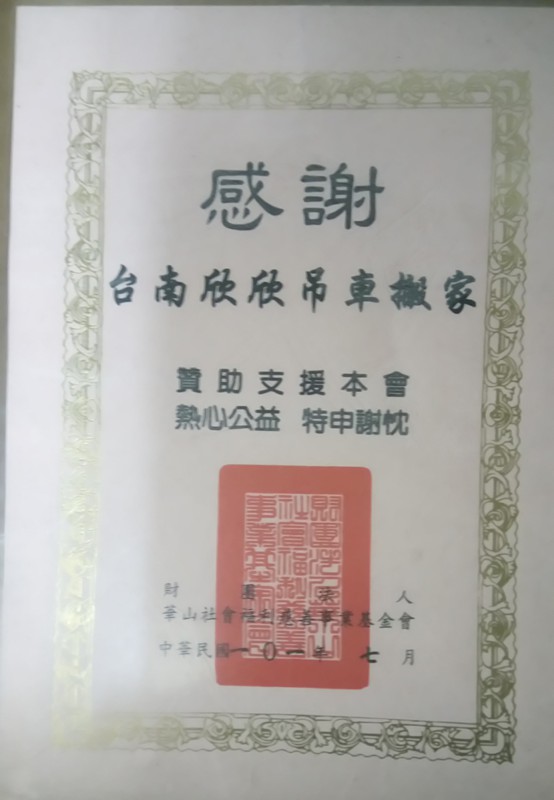 感謝
台南欣欣吊車搬家
贊助支援本會
熱心公益 特申謝忱
財團法人
華山社會福利慈善事業基金會
中華民國一0一年七月